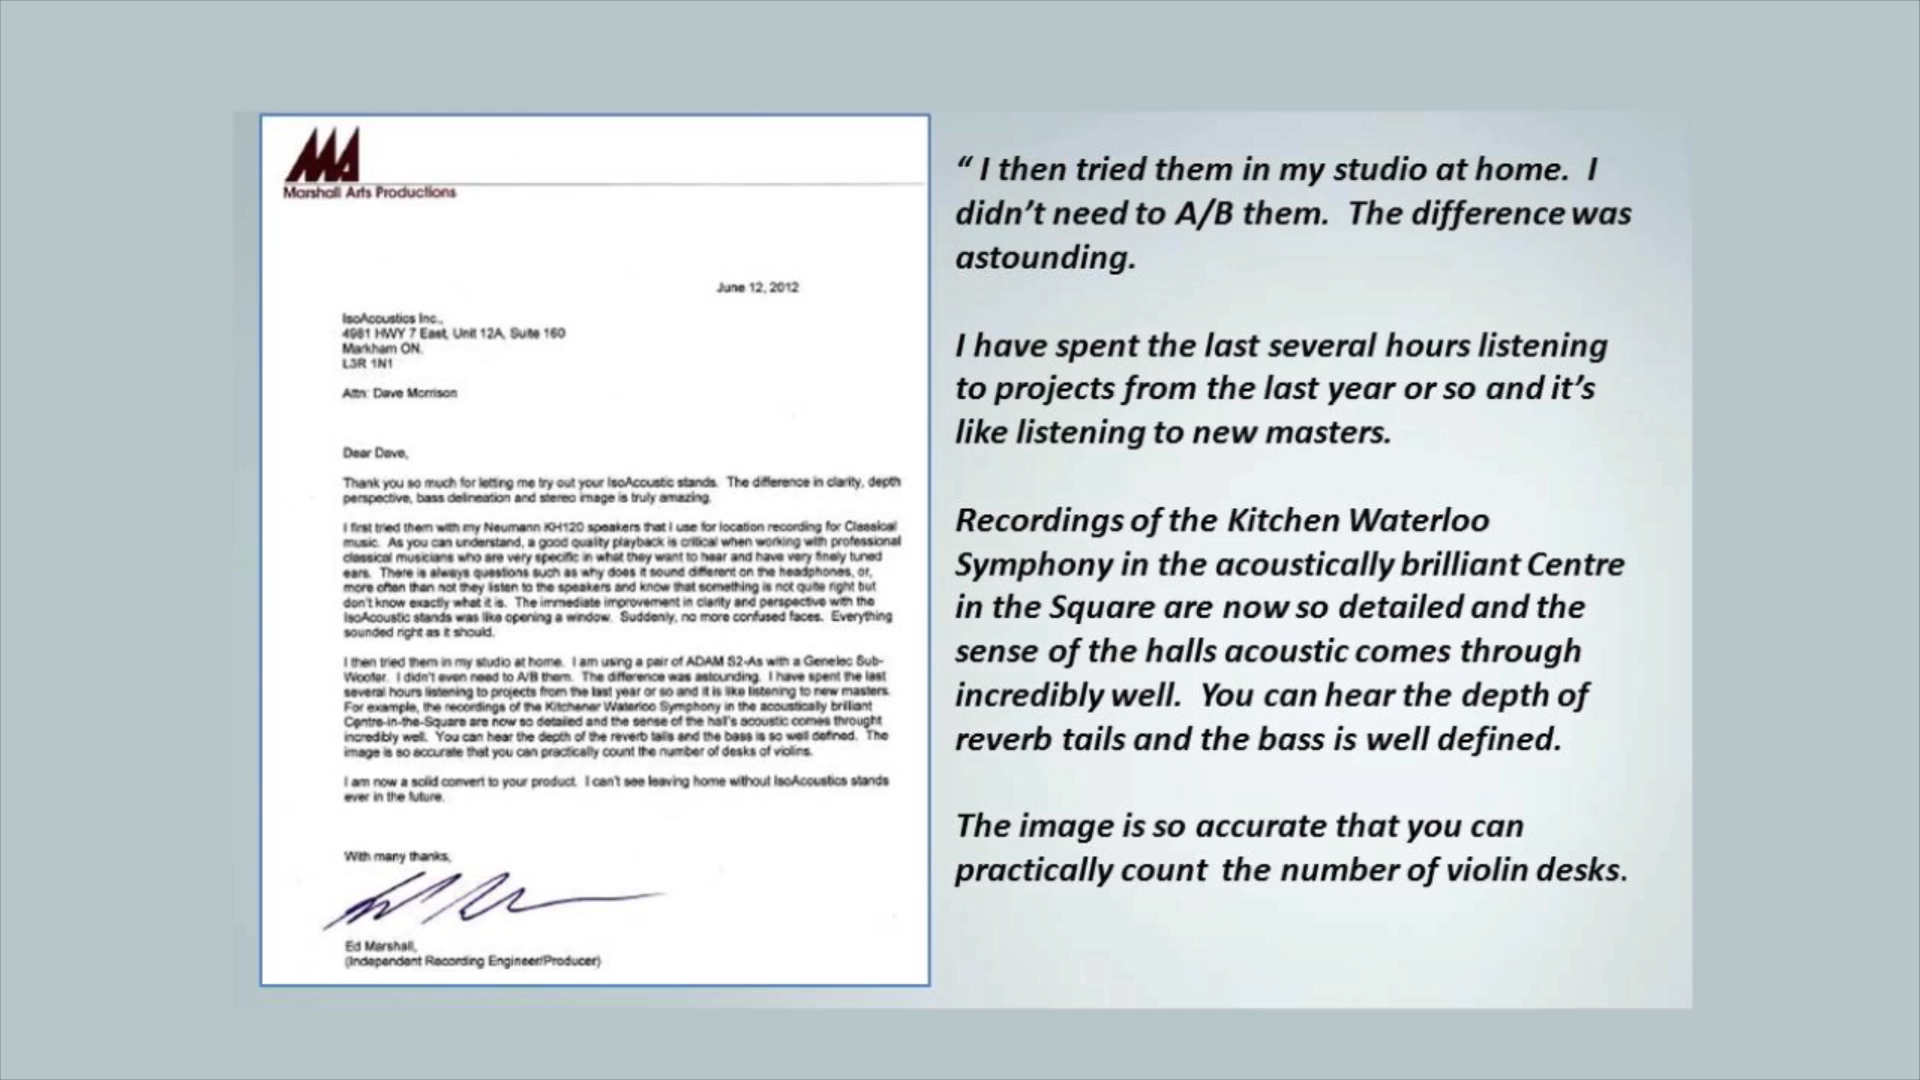 Marshall Arts Productions
June 12, 2012
IsoAcoustics Inc.,
4981 HWY 7 East, Unit 12A, Suite 160
Markham ON.
L3R 1N1
Attn: Dave Morrison
Dear Dave,
Thank you so much for letting me try out your IsoAcoustic stands. The difference in clarity, depth
perspective, bass delineation and stereo image is truly amazing.
I first tried them with my Neumann KH120 speakers that I use for location recording for Classical
music. As you can understand, a good quality playback is critical when working with professional
classical musicians who are very specific in what they want to hear and have very finely tuned
ears. There is always questions such as why does it sound different on the headphones, or,
more often than not they listen to the speakers and know that something is not quite right but
don't know exactly what it is. The immediate improvement in clarity and perspective with the
IsoAcoustic stands was like opening a window. Suddenly, no more confused faces. Everything
sounded right as it should.
I then tried them in my studio at home. I am using a pair of ADAM S2-As with a Genelec Sub-
Woofer. I didn't even need to A/B them. The difference was astounding. I have spent the last
several hours listening to projects from the last year or so and it is like listening to new masters.
For example, the recordings of the Kitchener Waterloo Symphony in the acoustically brilliant
Centre-in-the-Square are now so detailed and the sense of the hall's acoustic comes throught
incredibly well. You can hear the depth of the reverb tails and the bass is so well defined. The
image is so accurate that you can practically count the number of desks of violins.
I am now a solid convert to your product. I can't see leaving home without IsoAcoustics stands
ever in the future.
With many thanks,
Ed Marshall,
(Independent Recording Engineer/Producer)
“ I then tried them in my studio at home. I
didn’t need to A/B them. The difference was
astounding.
I have spent the last several hours listening
to projects from the last year or so and it’s
like listening to new masters.
Recordings of the Kitchen Waterloo
Symphony in the acoustically brilliant Centre
in the Square are now so detailed and the
sense of the halls acoustic comes through
incredibly well. You can hear the depth of
reverb tails and the bass is well defined.
The image is so accurate that you can
practically count the number of violin desks.